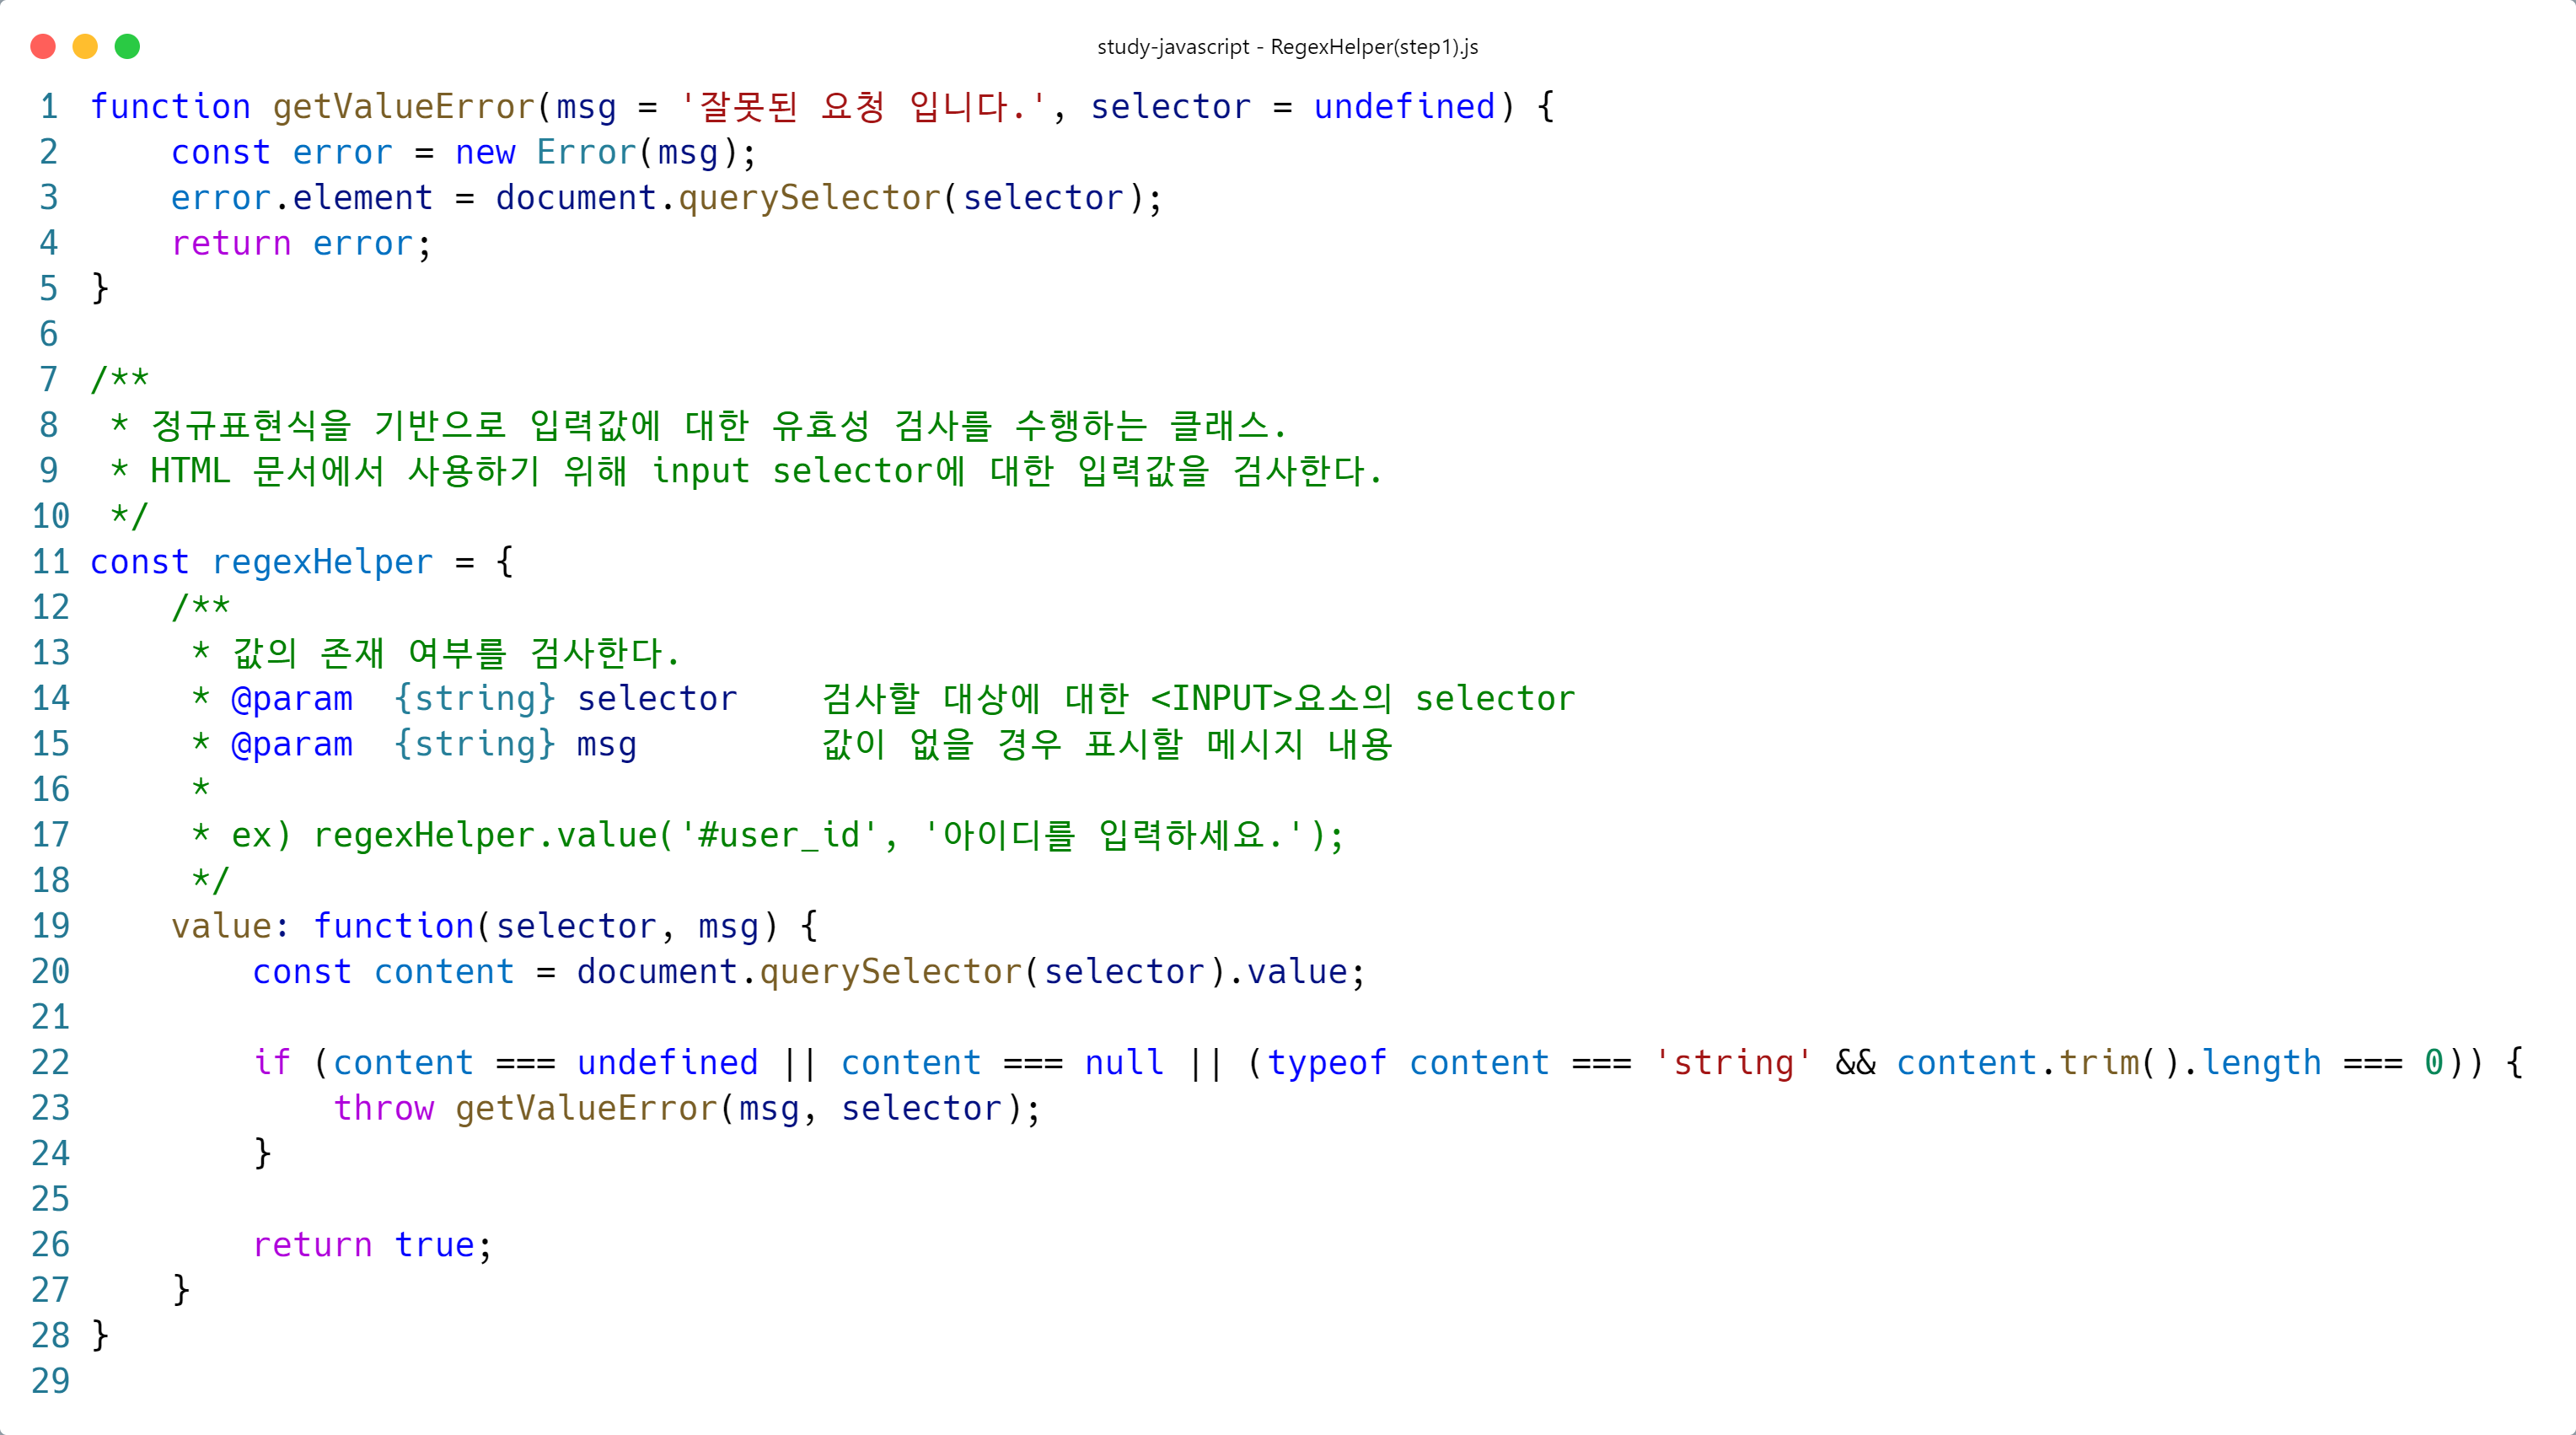 study-javascript - RegexHelper(step1).js
1 function getValueError(msg = '잘못된 요청 입니다.', selector = undefined) {
2     const error = new Error(msg);
3     error.element = document.querySelector(selector);
4     return error;
5 }
6
7 /**
8  * 정규표현식을 기반으로 입력값에 대한 유효성 검사를 수행하는 클래스.
9  * HTML 문서에서 사용하기 위해 input selector에 대한 입력값을 검사한다.
10  */
11 const regexHelper = {
12     /**
13      * 값의 존재 여부를 검사한다.
14      * @param  {string} selector    검사할 대상에 대한 <INPUT>요소의 selector
15      * @param  {string} msg         값이 없을 경우 표시할 메시지 내용
16      *
17      * ex) regexHelper.value('#user_id', '아이디를 입력하세요.');
18      */
19     value: function(selector, msg) {
20         const content = document.querySelector(selector).value;
21
22         if (content === undefined || content === null || (typeof content === 'string' && content.trim().length === 0)) {
23             throw getValueError(msg, selector);
24         }
25
26         return true;
27     }
28 }
29